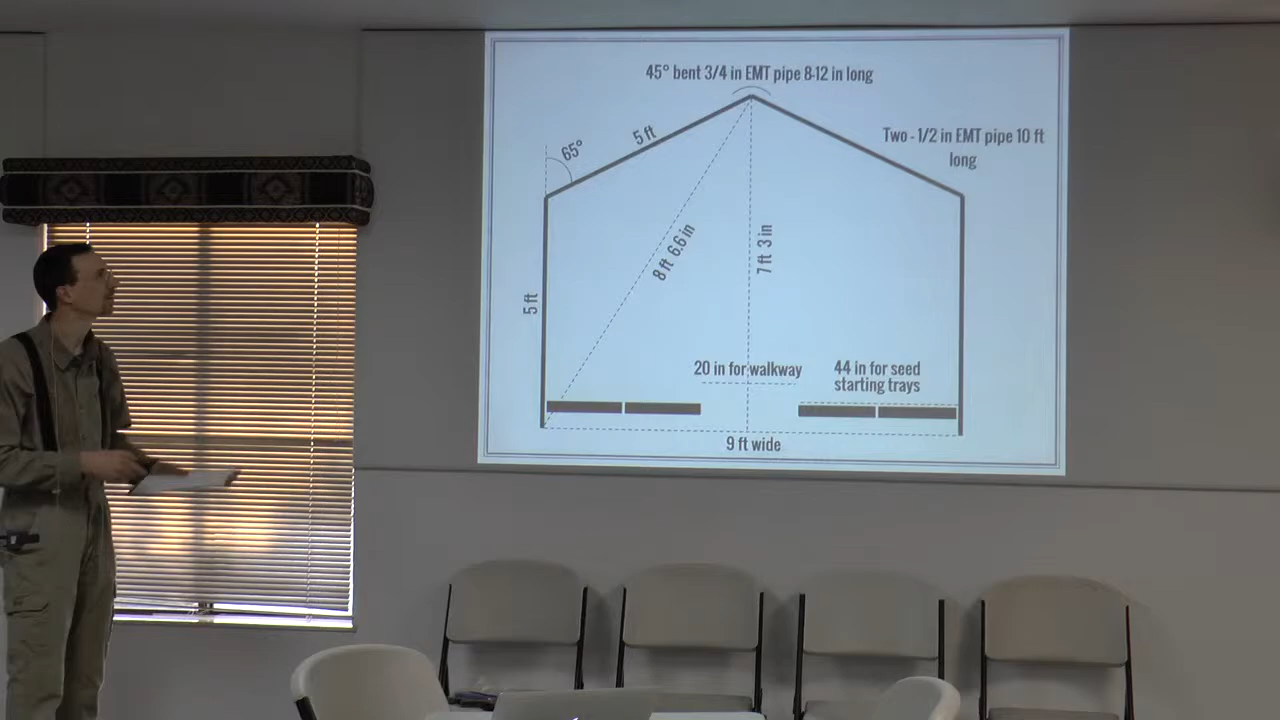 45° bent 3/4 in EMT pipe 8-12 in long
Two - 1/2 in EMT pipe 10 ft
long
5 ft
65°
8 ft 6.6 in
7 ft 3 in
5 ft
20 in for walkway
44 in for seed
starting trays
9 ft wide